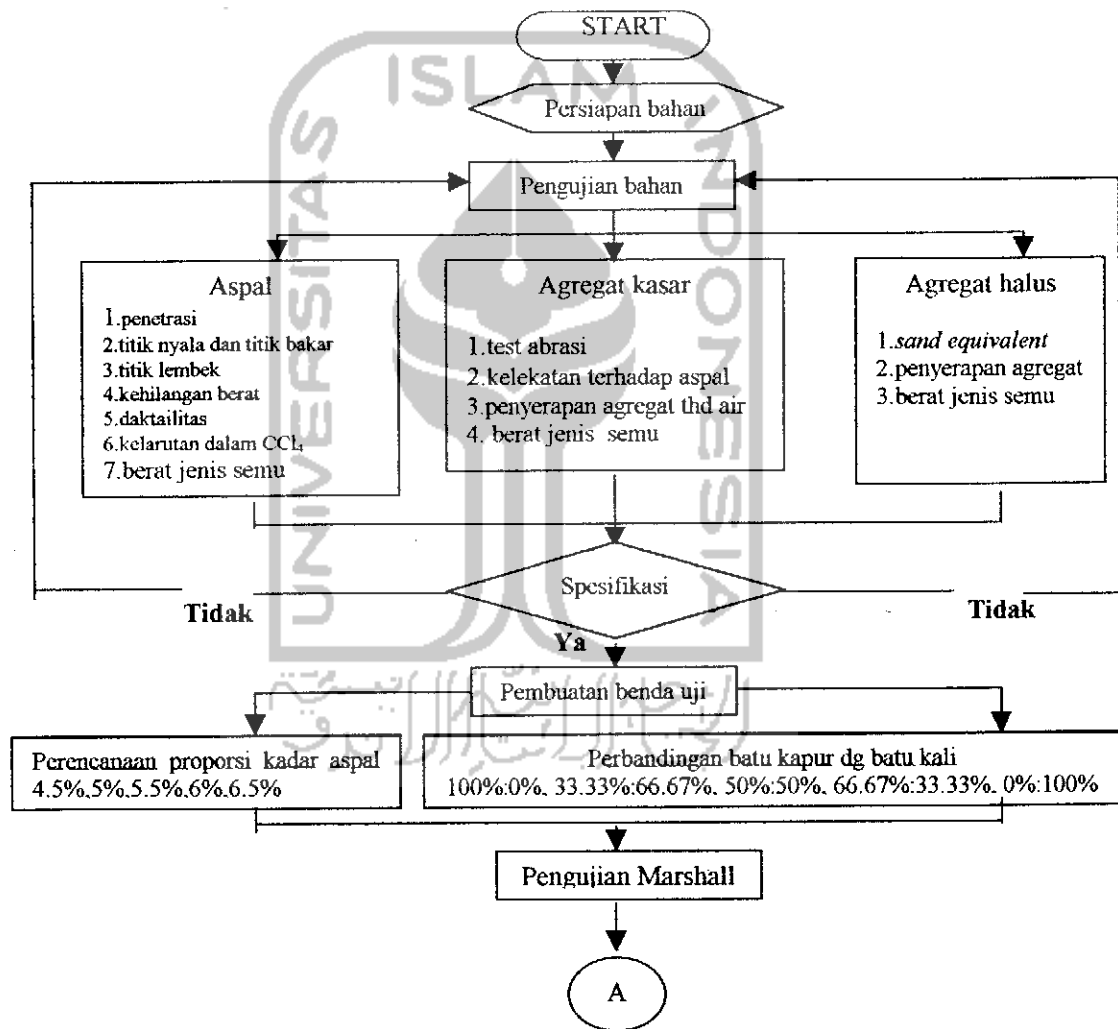 START
ISLAM
UNIVERSITAS
INDONESIA
Persiapan bahan
Pengujian bahan
Aspal
1.penetrasi
2.titik nyala dan titik bakar
3.titik lembek
4.kehilangan berat
5.daktailitas
6.kelarutan dalam CCl₄
7.berat jenis semu
Agregat kasar
1.test abrasi
2.kelekatan terhadap aspal
3.penyerapan agregat thd air
4. berat jenis semu
Agregat halus
1.sand equivalent
2.penyerapan agregat
3.berat jenis semu
Spesifikasi
Tidak
Tidak
Ya
Pembuatan benda uji
Perencanaan proporsi kadar aspal
4.5%,5%,5.5%,6%,6.5%
Perbandingan batu kapur dg batu kali
100%:0%, 33.33%:66.67%, 50%:50%, 66.67%:33.33%, 0%:100%
Pengujian Marshall
A